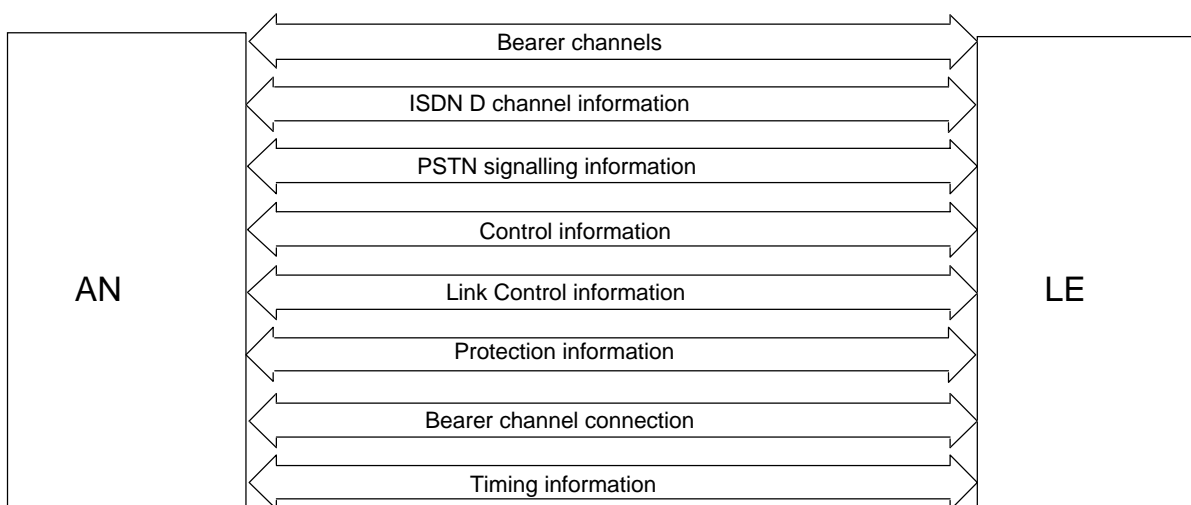 Bearer channels
ISDN D channel information
PSTN signalling information
Control information
AN
Link Control information
LE
Protection information
Bearer channel connection
Timing information